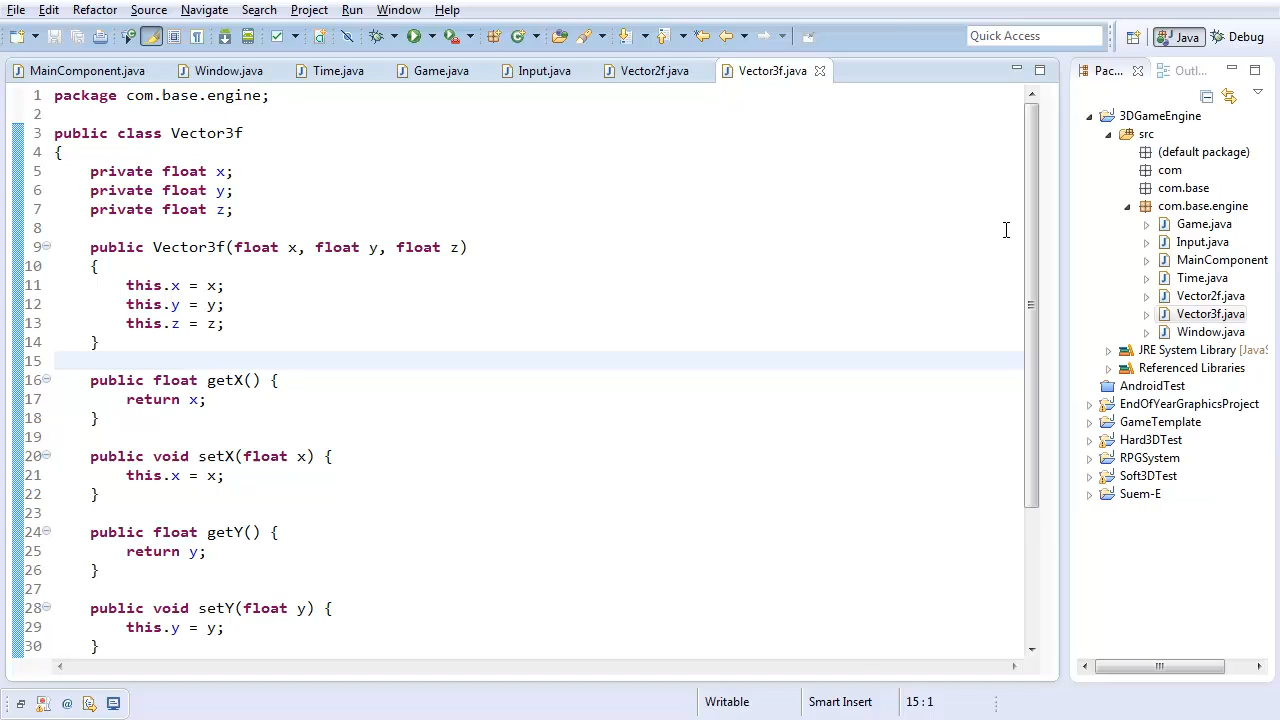 File Edit Refactor Source Navigate Search Project Run Window Help
Quick Access Java Debug
MainComponent.java Window.java Time.java Game.java Input.java Vector2f.java Vector3f.java Pac... Outl...
1 package com.base.engine;
2
3 public class Vector3f
4 {
5 private float x;
6 private float y;
7 private float z;
8
9 public Vector3f(float x, float y, float z)
10 {
11 this.x = x;
12 this.y = y;
13 this.z = z;
14 }
15
16 public float getX() {
17 return x;
18 }
19
20 public void setX(float x) {
21 this.x = x;
22 }
23
24 public float getY() {
25 return y;
26 }
27
28 public void setY(float y) {
29 this.y = y;
30 }
3DGameEngine
src
(default package)
com
com.base
com.base.engine
Game.java
Input.java
MainComponent
Time.java
Vector2f.java
Vector3f.java
Window.java
JRE System Library [JavaS
Referenced Libraries
AndroidTest
EndOfYearGraphicsProject
GameTemplate
Hard3DTest
RPGSystem
Soft3DTest
Suem-E
Writable Smart Insert 15 : 1